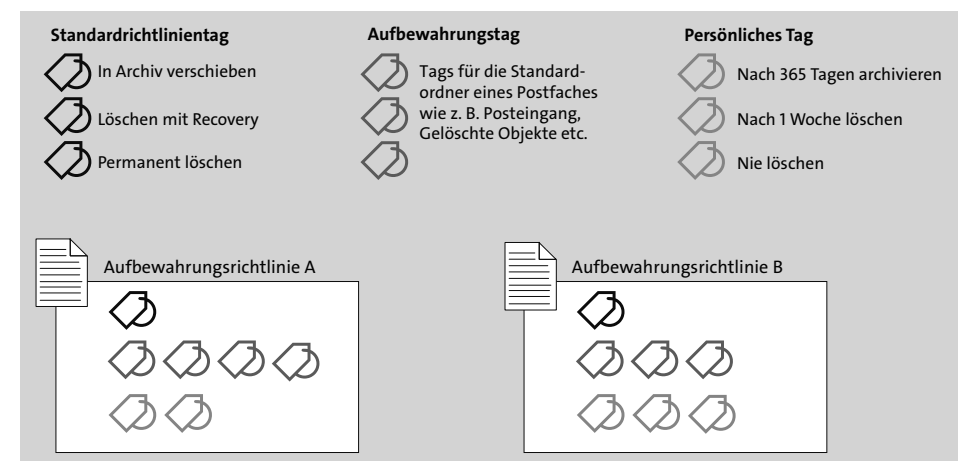 Standardrichtlinientag
In Archiv verschieben
Löschen mit Recovery
Permanent löschen
Aufbewahrungstag
Tags für die Standard-
ordner eines Postfaches
wie z. B. Posteingang,
Gelöschte Objekte etc.
Persönliches Tag
Nach 365 Tagen archivieren
Nach 1 Woche löschen
Nie löschen
Aufbewahrungsrichtlinie A
Aufbewahrungsrichtlinie B